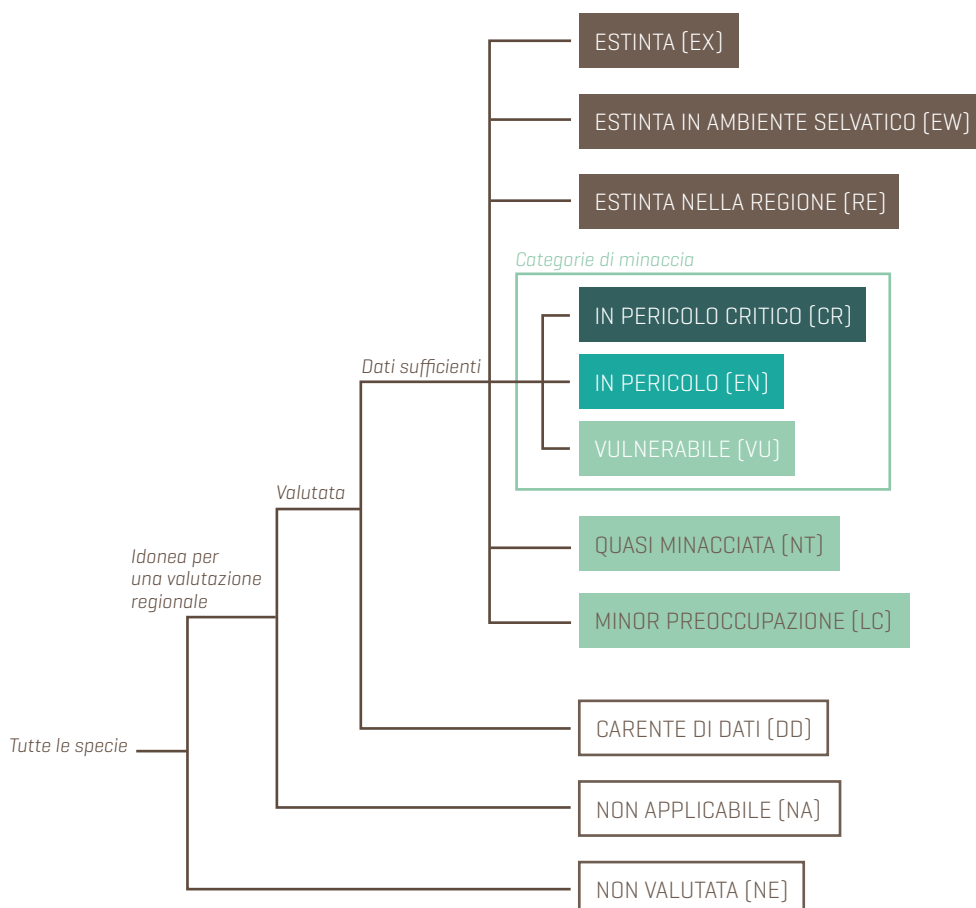 ESTINTA (EX)
ESTINTA IN AMBIENTE SELVATICO (EW)
ESTINTA NELLA REGIONE (RE)
Categorie di minaccia
IN PERICOLO CRITICO (CR)
Dati sufficienti
IN PERICOLO (EN)
VULNERABILE (VU)
Valutata
QUASI MINACCIATA (NT)
Idonea per
una valutazione
regionale
MINOR PREOCCUPAZIONE (LC)
CARENTE DI DATI (DD)
Tutte le specie
NON APPLICABILE (NA)
NON VALUTATA (NE)